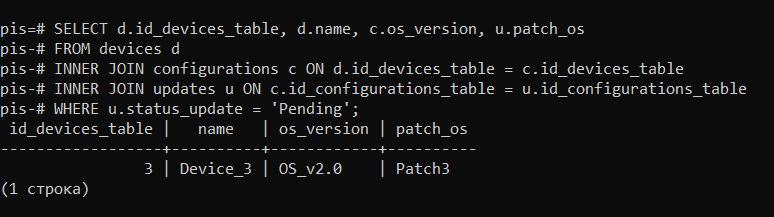 pis=# SELECT d.id_devices_table, d.name, c.os_version, u.patch_os
pis-# FROM devices d
pis-# INNER JOIN configurations c ON d.id_devices_table = c.id_devices_table
pis-# INNER JOIN updates u ON c.id_configurations_table = u.id_configurations_table
pis-# WHERE u.status_update = 'Pending';
 id_devices_table |   name   | os_version | patch_os
------------------+----------+------------+----------
                3 | Device_3 | OS_v2.0    | Patch3
(1 строка)